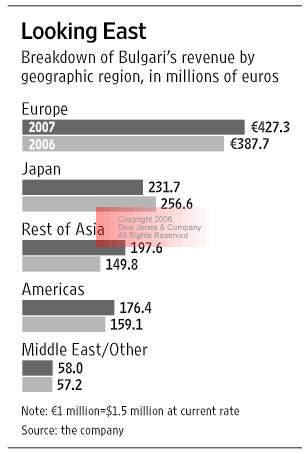 Looking East
Breakdown of Bulgari's revenue by
geographic region, in millions of euros
Europe
2007 €427.3
2006 €387.7
Japan
231.7
256.6
Copyright 2006
Dow Jones & Company
All Rights Reserved
Rest of Asia
197.6
149.8
Americas
176.4
159.1
Middle East/Other
58.0
57.2
Note: €1 million=$1.5 million at current rate
Source: the company